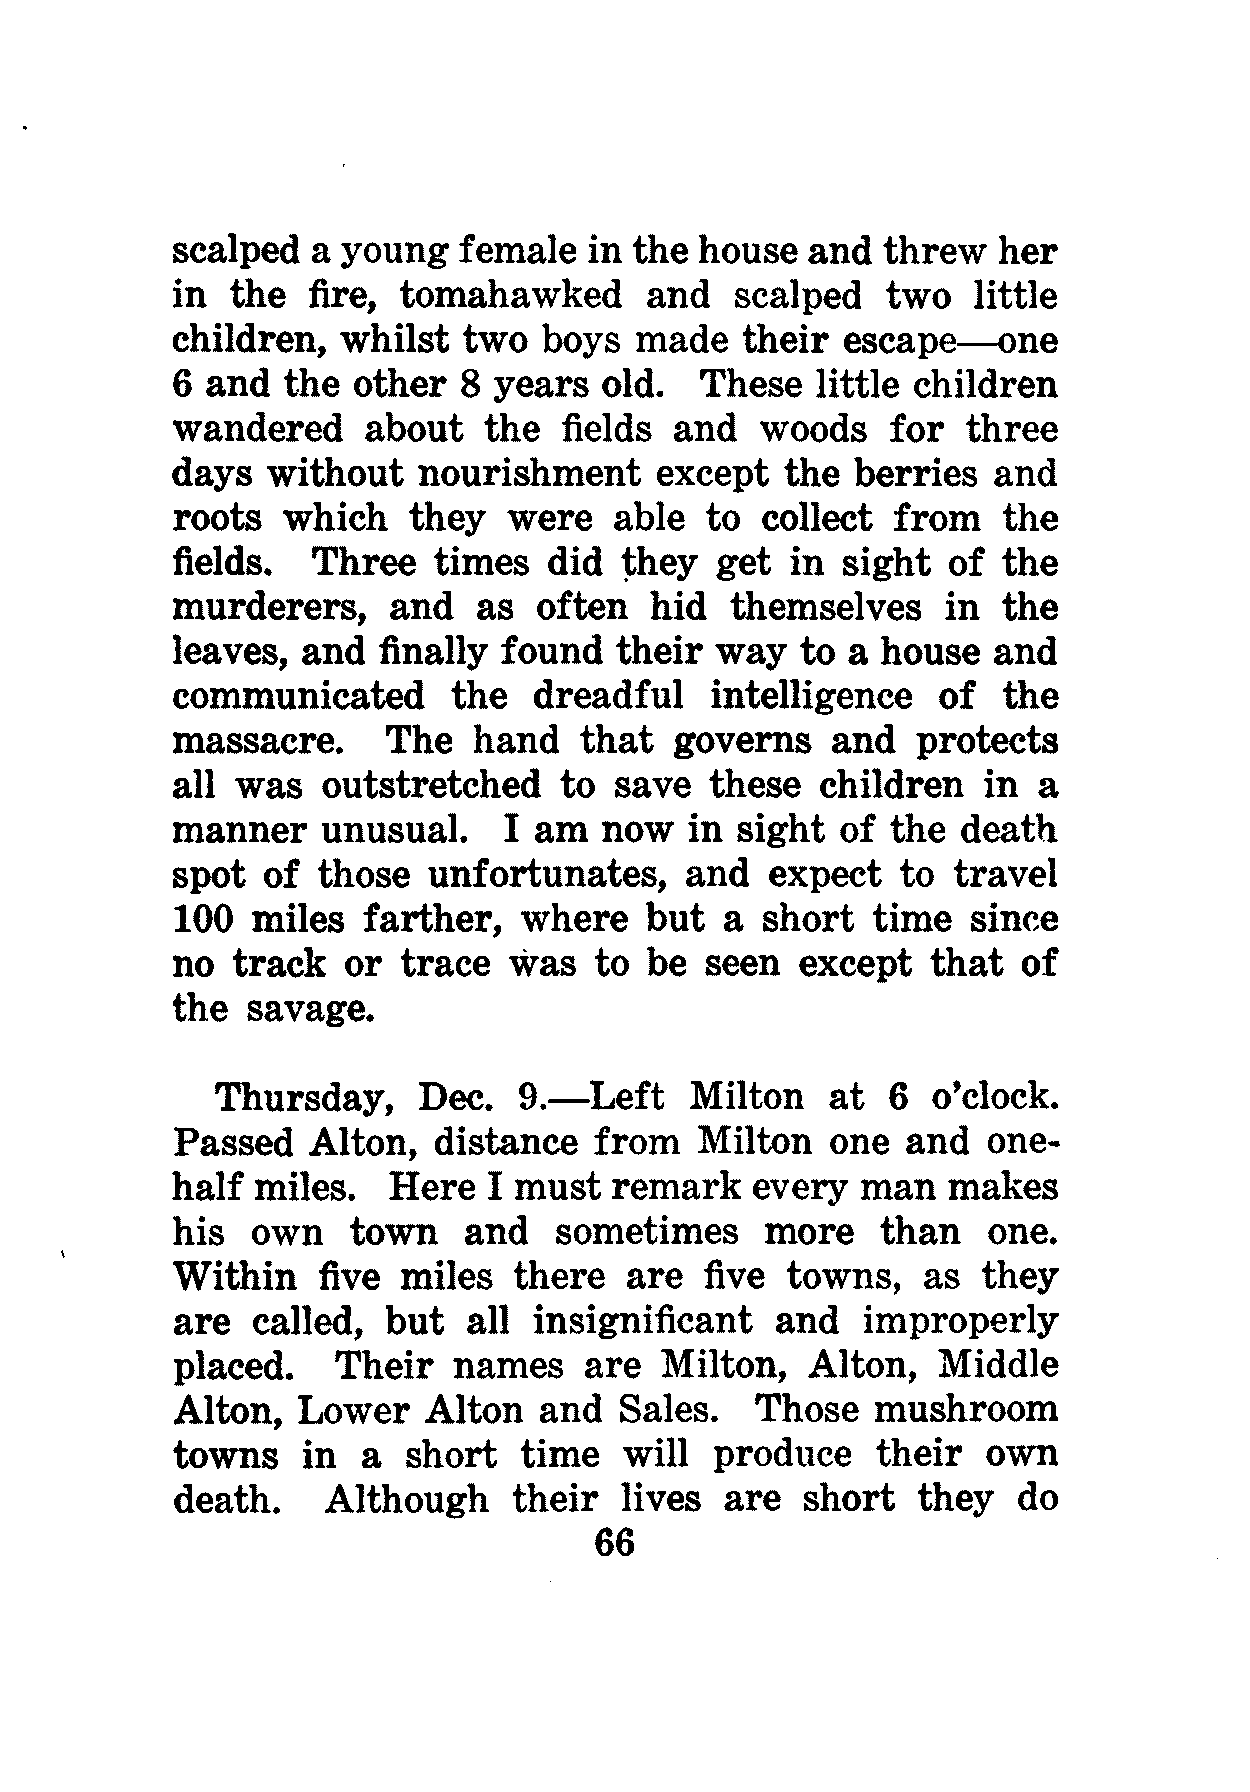 scalped a young female in the house and threw her
in the fire, tomahawked and scalped two little
children, whilst two boys made their escape—one
6 and the other 8 years old. These little children
wandered about the fields and woods for three
days without nourishment except the berries and
roots which they were able to collect from the
fields. Three times did they get in sight of the
murderers, and as often hid themselves in the
leaves, and finally found their way to a house and
communicated the dreadful intelligence of the
massacre. The hand that governs and protects
all was outstretched to save these children in a
manner unusual. I am now in sight of the death
spot of those unfortunates, and expect to travel
100 miles farther, where but a short time since
no track or trace was to be seen except that of
the savage.
Thursday, Dec. 9.—Left Milton at 6 o'clock.
Passed Alton, distance from Milton one and one-
half miles. Here I must remark every man makes
his own town and sometimes more than one.
Within five miles there are five towns, as they
are called, but all insignificant and improperly
placed. Their names are Milton, Alton, Middle
Alton, Lower Alton and Sales. Those mushroom
towns in a short time will produce their own
death. Although their lives are short they do
66